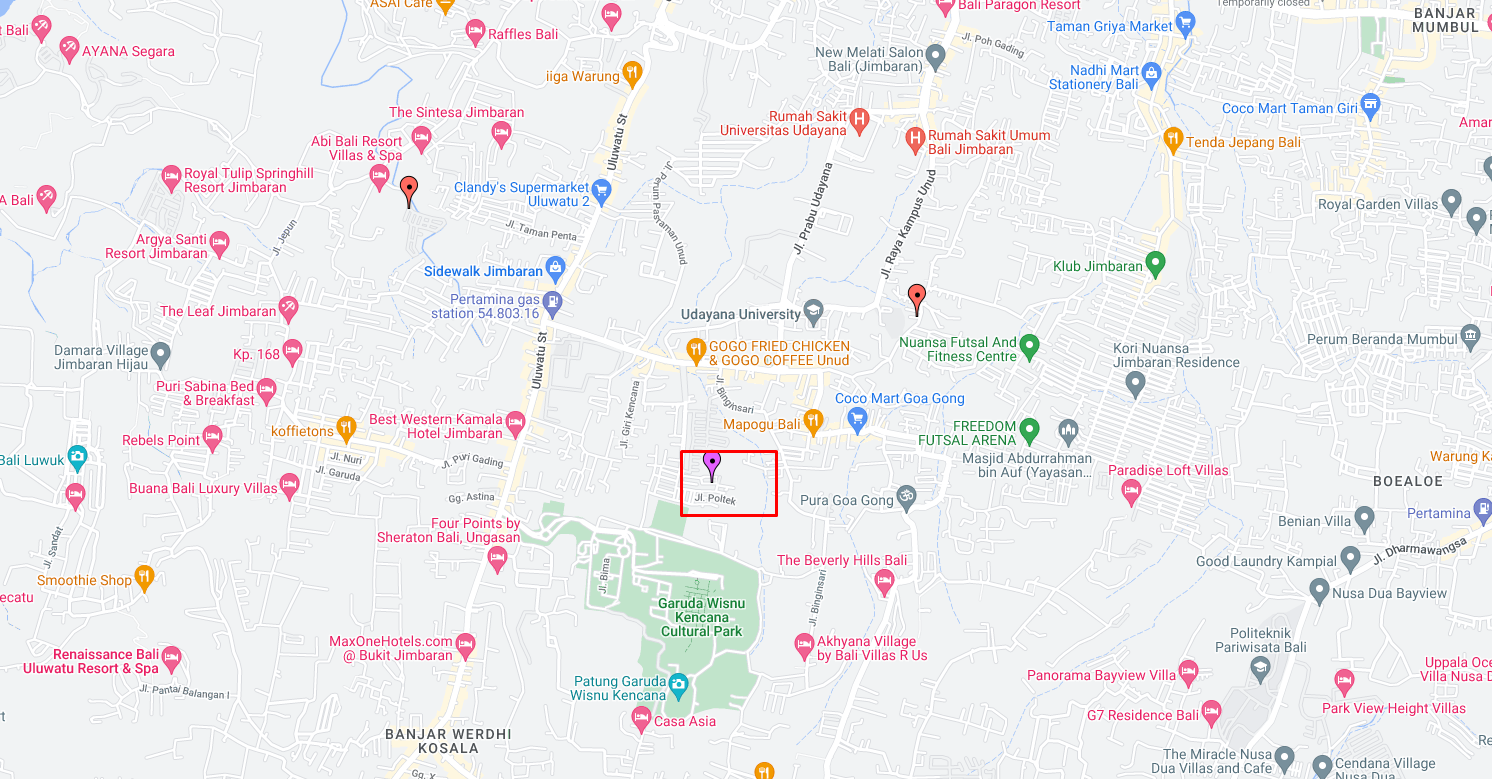 ASAI Cafe
Bali Paragon Resort
Temporarily closed
BANJAR
MUMBUL
t Bali
AYANA Segara
Raffles Bali
Taman Griya Market
Jl. Poh Gading
New Melati Salon
Bali (Jimbaran)
iiga Warung
Nadhi Mart
Stationery Bali
Coco Mart Taman Giri
The Sintesa Jimbaran
Rumah Sakit
Universitas Udayana
Amar
Uluwatu St
Rumah Sakit Umum
Bali Jimbaran
Tenda Jepang Bali
Abi Bali Resort
Villas & Spa
Royal Tulip Springhill
Resort Jimbaran
Clandy's Supermarket
Uluwatu 2
Jl. Perum Pasraman Unud
Jl. Prabu Udayana
Jl. Raya Kampus Unud
A Bali
Royal Garden Villas
Jl. Jepun
Jl. Taman Penta
Argya Santi
Resort Jimbaran
Sidewalk Jimbaran
Klub Jimbaran
Pertamina gas
station 54.803.16
The Leaf Jimbaran
Udayana University
Nuansa Futsal And
Fitness Centre
Perum Beranda Mumbul
Damara Village
Jimbaran Hijau
Kp. 168
GOGO FRIED CHICKEN
& GOGO COFFEE Unud
Kori Nuansa
Jimbaran Residence
Uluwatu St
Puri Sabina Bed
& Breakfast
Jl. Giri Kencana
Jl. Binginsari
Coco Mart Goa Gong
Best Western Kamala
Hotel Jimbaran
Mapogu Bali
koffietons
Rebels Point
FREEDOM
FUTSAL ARENA
Bali Luwuk
Jl. Nuri
Jl. Garuda
Jl. Puri Gading
Masjid Abdurrahman
bin Auf (Yayasan...
Warung Ka
Paradise Loft Villas
BOEALOE
Buana Bali Luxury Villas
Gg. Astina
Jl. Poltek
Pura Goa Gong
Pertamina
Benian Villa
Four Points by
Sheraton Bali, Ungasan
Jl. Sandat
Jl. Dharmawangsa
The Beverly Hills Bali
Good Laundry Kampial
Smoothie Shop
Jl. Bima
Jl. Binginsari
Nusa Dua Bayview
ecatu
Garuda Wisnu
Kencana
Cultural Park
MaxOneHotels.com
@ Bukit Jimbaran
Akhyana Village
by Bali Villas R Us
Politeknik
Pariwisata Bali
Renaissance Bali
Uluwatu Resort & Spa
Uppala Oce
Villa Nusa D
Panorama Bayview Villa
Jl. Pantai Balangan I
Patung Garuda
Wisnu Kencana
Park View Height Villas
Casa Asia
G7 Residence Bali
BANJAR WERDHI
KOSALA
Re
The Miracle Nusa
Dua Villas and Cafe
Cendana Village
Nusa Dua
Gg. X